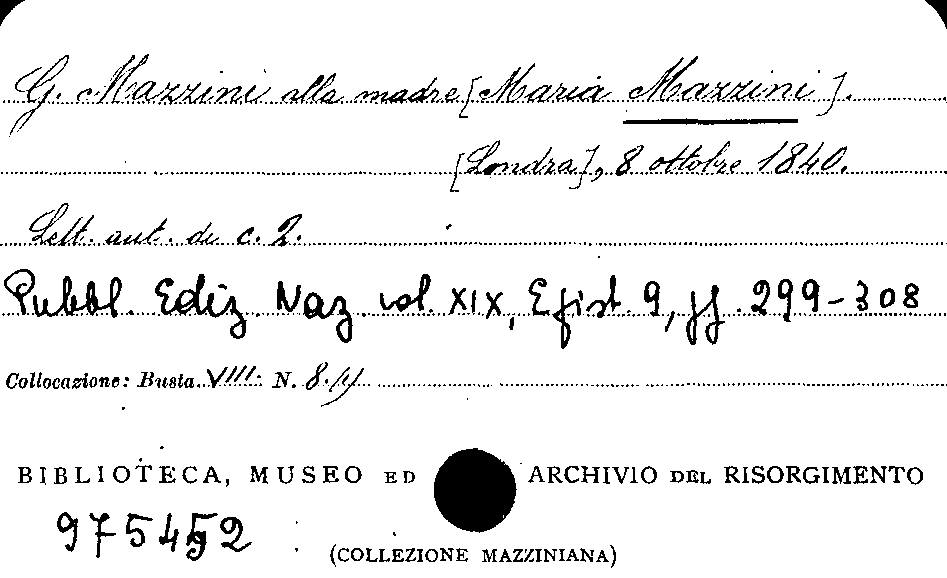 G. Mazzini alla madre [Maria Mazzini].
[Londra], 8 ottobre 1840.
Lett. aut. di c. 2.
Pubbl. Ediz. Naz. vol. XIX, Epist. 9, pp. 299-308
Collocazione: Busta VIII N. 8
BIBLIOTECA, MUSEO ED ARCHIVIO DEL RISORGIMENTO
(COLLEZIONE MAZZINIANA)